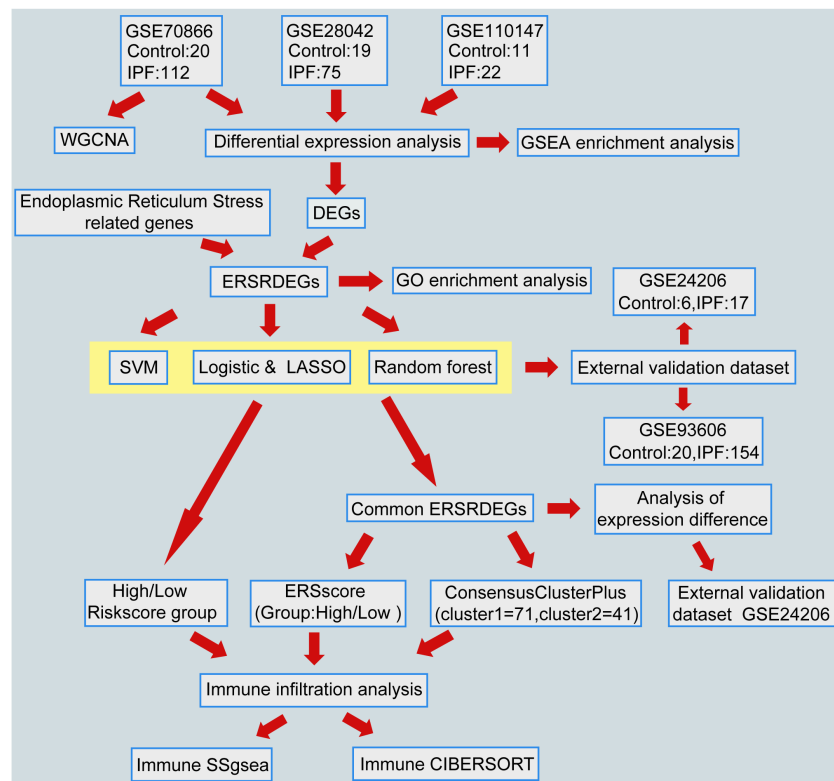 GSE70866
Control:20
IPF:112
GSE28042
Control:19
IPF:75
GSE110147
Control:11
IPF:22
WGCNA
Differential expression analysis
GSEA enrichment analysis
Endoplasmic Reticulum Stress
related genes
DEGs
ERSRDEGs
GO enrichment analysis
GSE24206
Control:6,IPF:17
SVM
Logistic & LASSO
Random forest
External validation dataset
GSE93606
Control:20,IPF:154
Common ERSRDEGs
Analysis of
expression difference
High/Low
Riskscore group
ERSscore
(Group:High/Low )
ConsensusClusterPlus
(cluster1=71,cluster2=41)
External validation
dataset GSE24206
Immune infiltration analysis
Immune SSgsea
Immune CIBERSORT